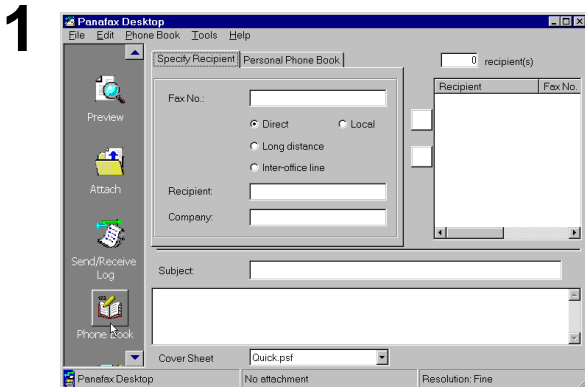 1
Panafax Desktop
File Edit Phone Book Tools Help
Specify Recipient Personal Phone Book
0 recipient(s)
Recipient Fax No.
Fax No.:
Direct Local
Long distance
Inter-office line
Recipient:
Company:
Preview
Attach
Send/Receive
Log
Phone Book
Subject:
Cover Sheet Quick.psf
Panafax Desktop No attachment Resolution: Fine